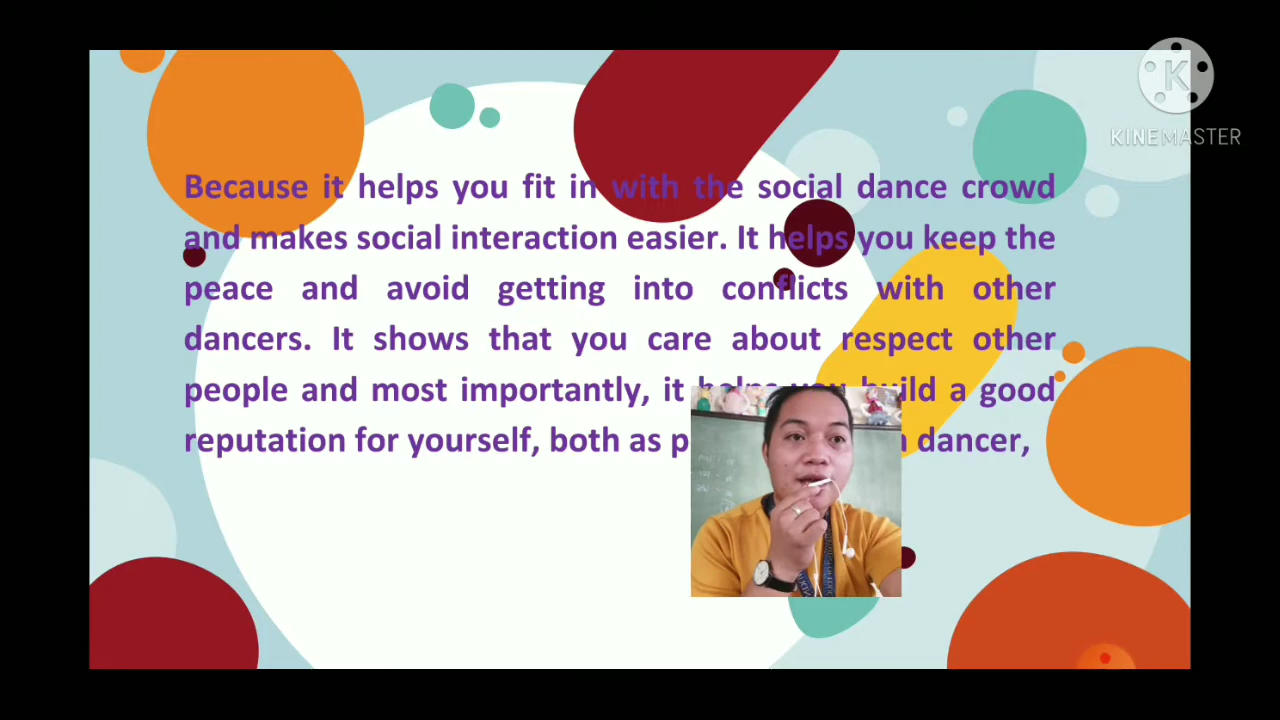 KINEMASTER
Because it helps you fit in with the social dance crowd
and makes social interaction easier. It helps you keep the
peace and avoid getting into conflicts with other
dancers. It shows that you care about respect other
people and most importantly, it helps you build a good
reputation for yourself, both as dancer,